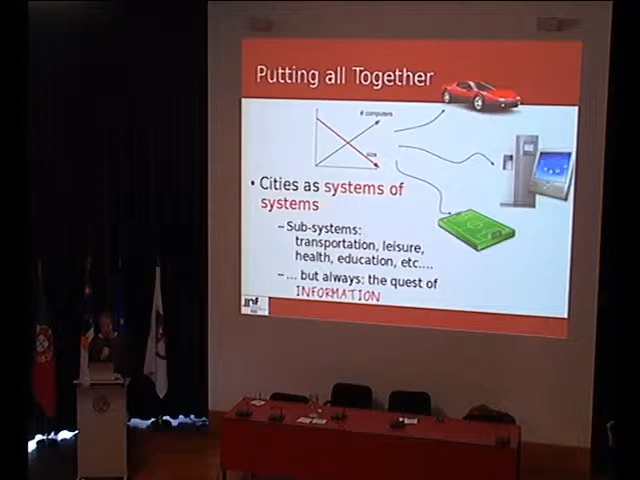 Putting all Together
# computers
size
• Cities as systems of
systems
– Sub-systems:
transportation, leisure,
health, education, etc....
– ... but always: the quest of
INFORMATION
inf